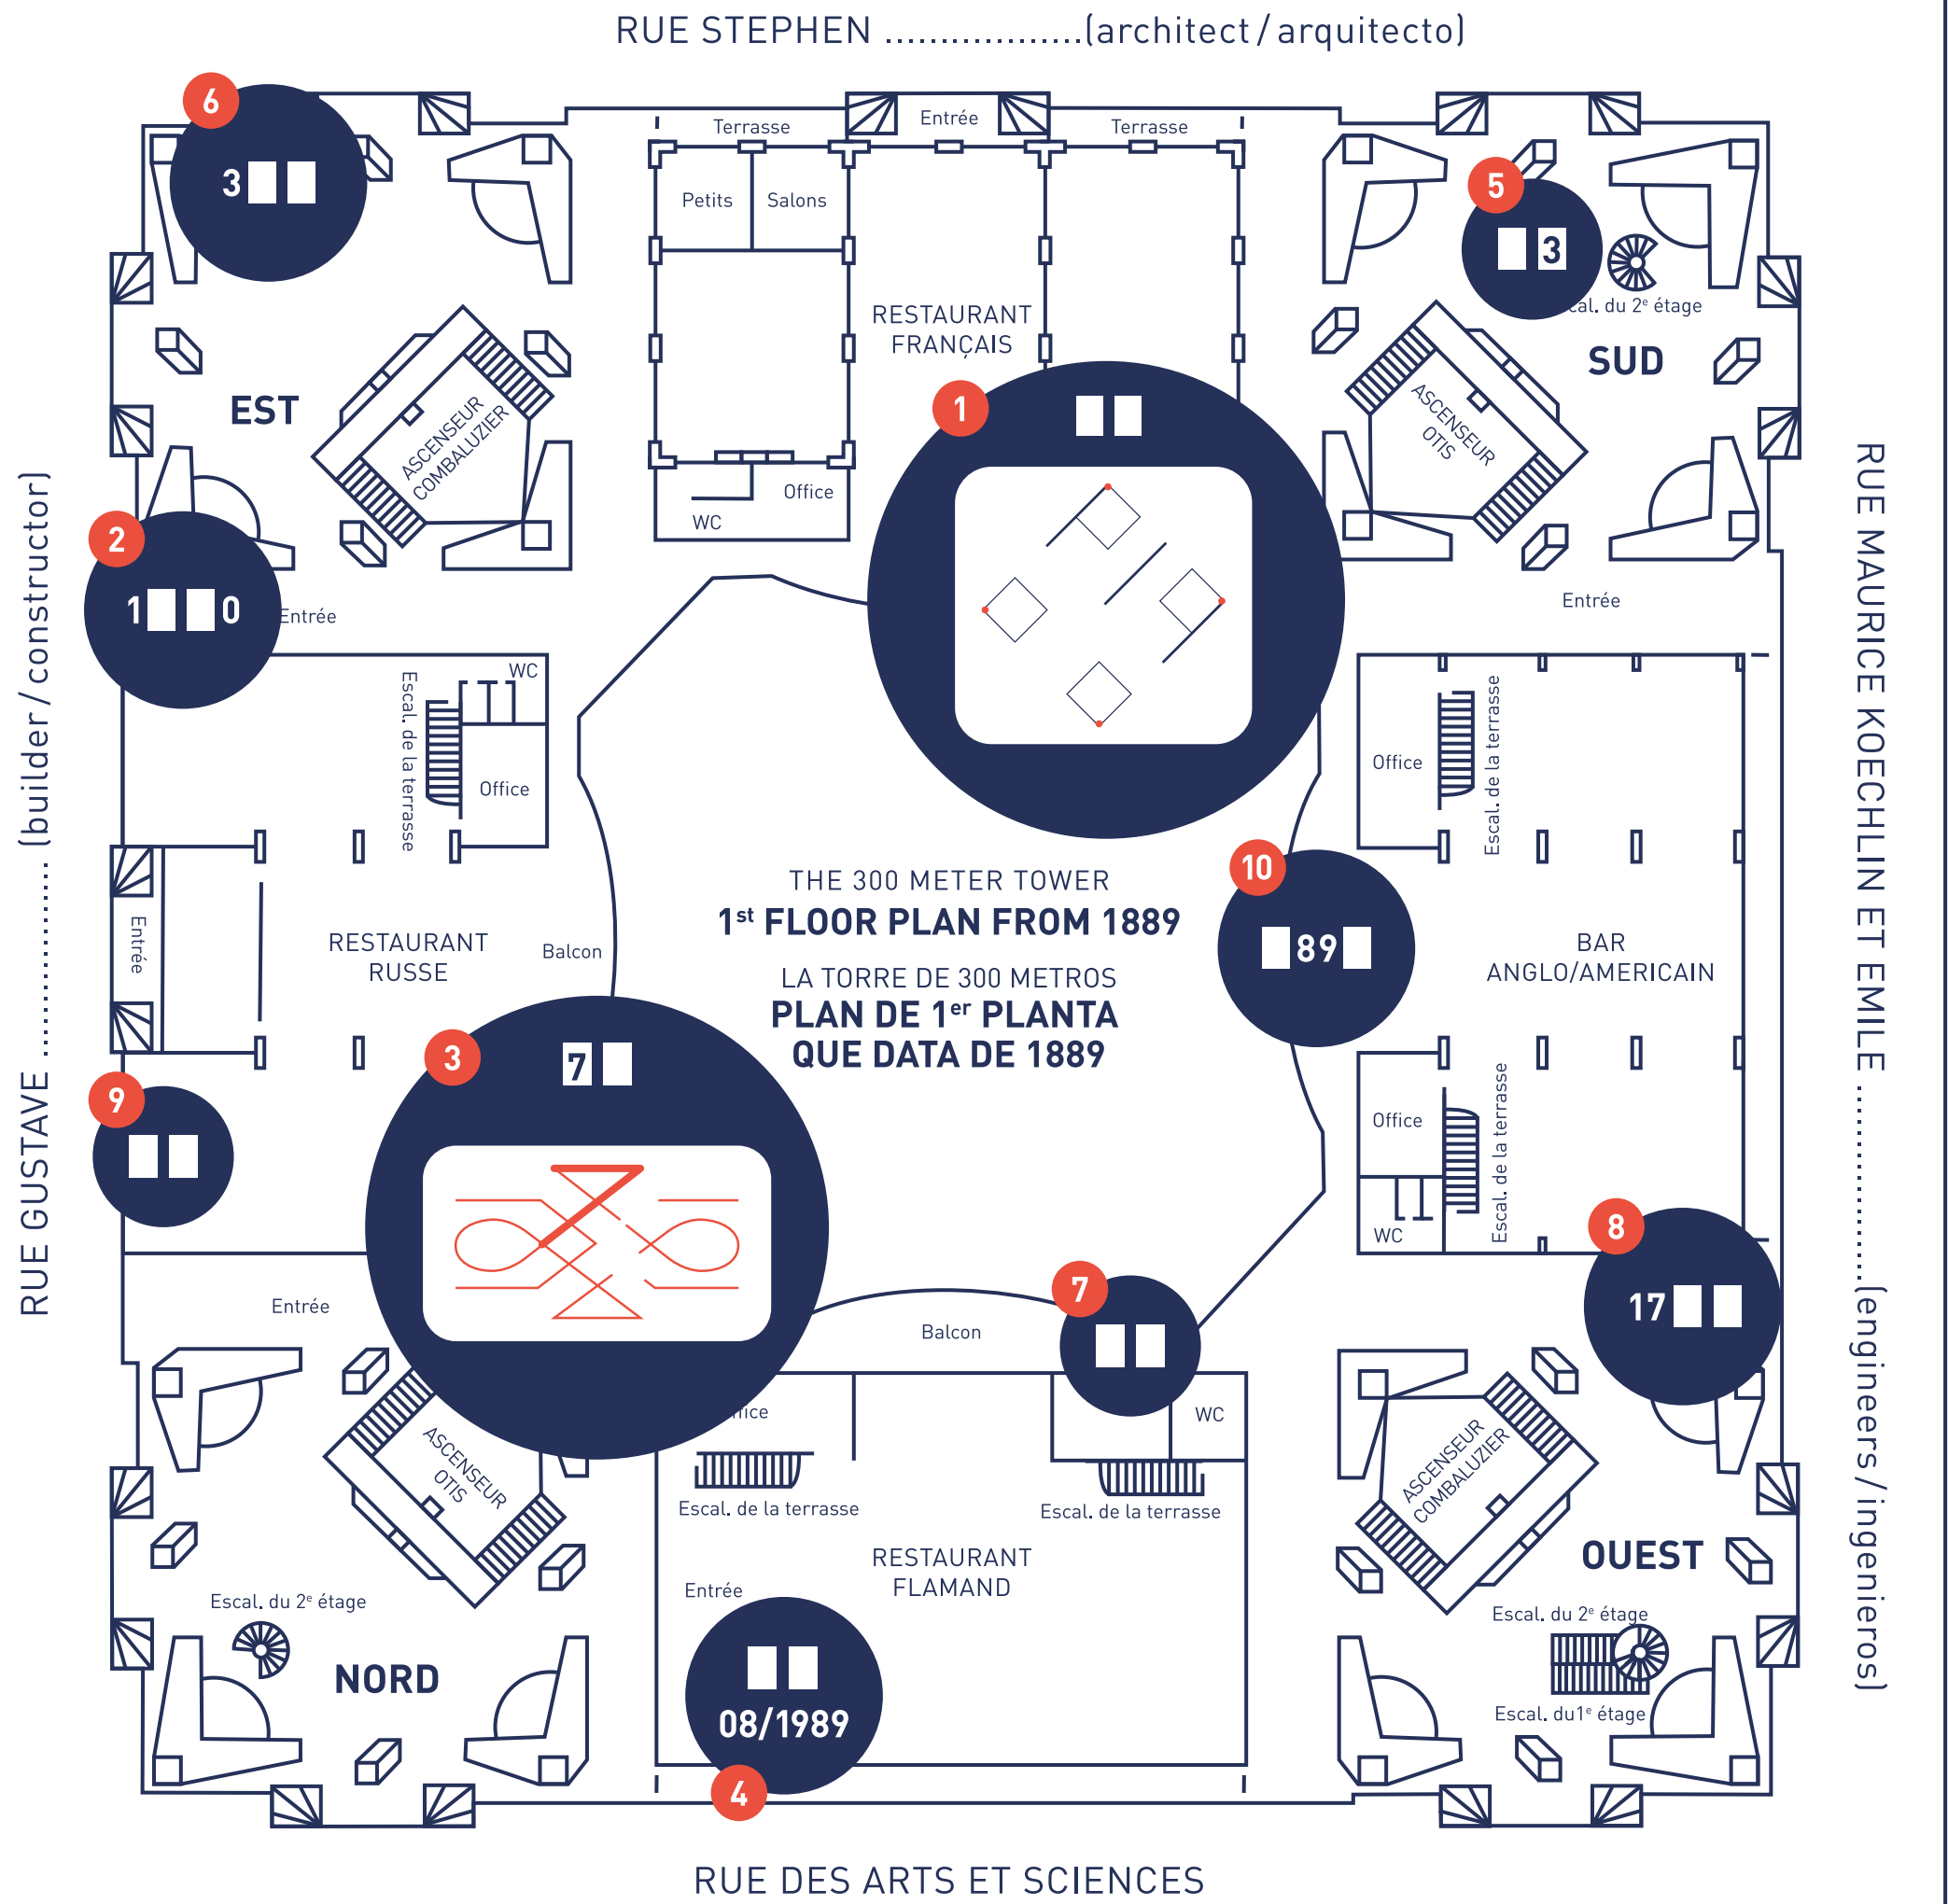 RUE STEPHEN ..................(architect/arquitecto)
6
3
Terrasse
Entrée
Terrasse
5
3
Petits
Salons
Escal. du 2e étage
RESTAURANT
FRANÇAIS
SUD
EST
1
ASCENSEUR
COMBALUZIER
ASCENSEUR
OTIS
Office
WC
2
1 0
Entrée
Entrée
WC
Escal. de la terrasse
Office
Office
Escal. de la terrasse
RUE GUSTAVE .................. (builder/constructor)
RUE MAURICE KOECHLIN ET EMILE ..................(engineers/ingenieros)
THE 300 METER TOWER
1st FLOOR PLAN FROM 1889
LA TORRE DE 300 METROS
PLAN DE 1er PLANTA
QUE DATA DE 1889
10
89
Entrée
RESTAURANT
RUSSE
Balcon
BAR
ANGLO/AMERICAIN
3
7
9
Office
Escal. de la terrasse
WC
8
17
7
Entrée
Balcon
ffice
WC
ASCENSEUR
OTIS
Escal. de la terrasse
Escal. de la terrasse
ASCENSEUR
COMBALUZIER
RESTAURANT
FLAMAND
OUEST
Entrée
Escal. du 2e étage
Escal. du 2e étage
NORD
08/1989
4
Escal. du1e étage
RUE DES ARTS ET SCIENCES